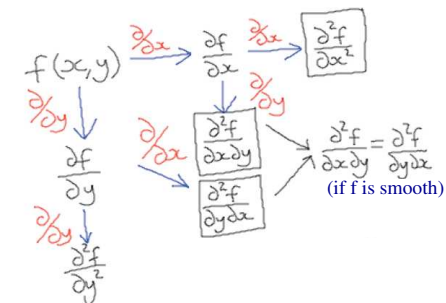 f(x,y) ∂/∂x ∂f/∂x ∂/∂x ∂²f/∂x²
∂/∂y ∂/∂y
∂f/∂y ∂/∂x ∂²f/∂x∂y
∂²f/∂y∂x
∂²f/∂x∂y = ∂²f/∂y∂x
(if f is smooth)
∂/∂y
∂²f/∂y²